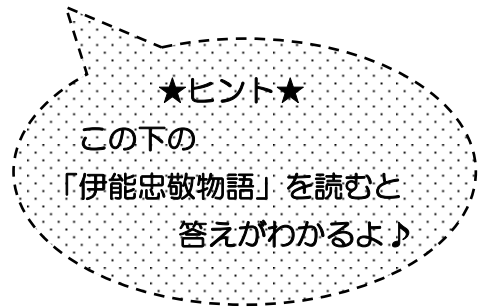 ★ヒント★
この下の
「伊能忠敬物語」を読むと
答えがわかるよ♪